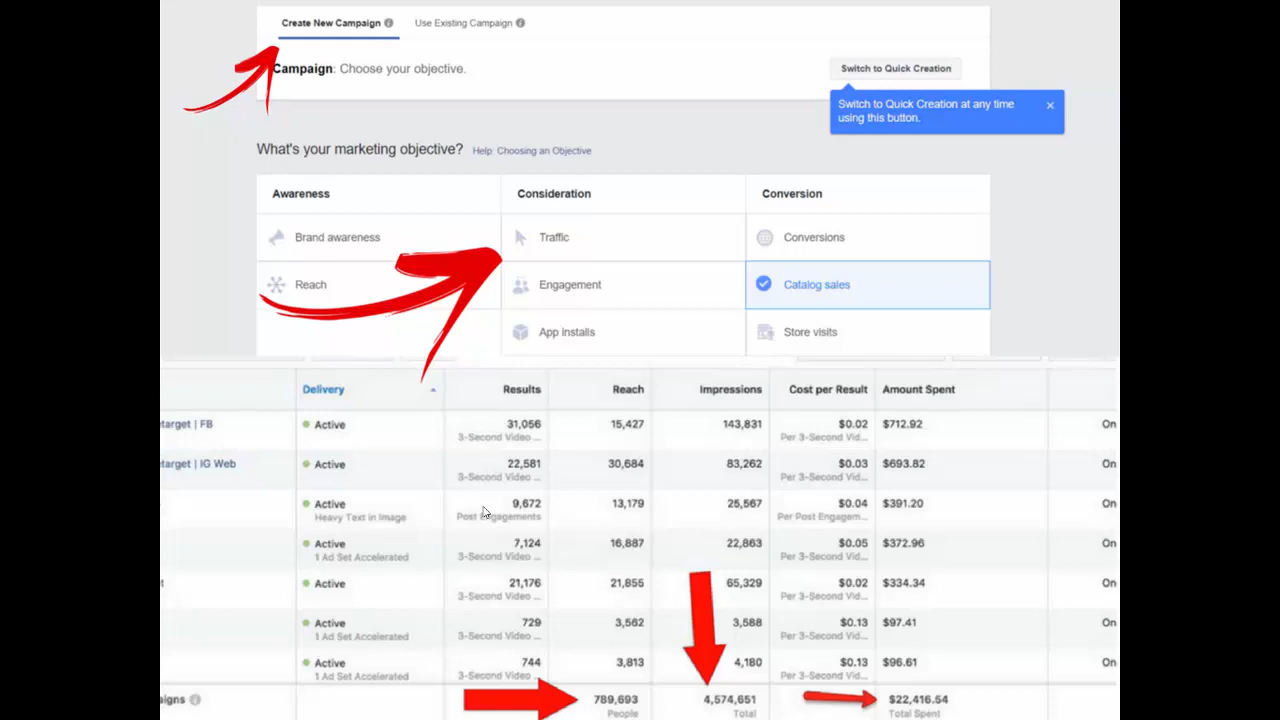 Create New Campaign Use Existing Campaign
Campaign: Choose your objective. Switch to Quick Creation
Switch to Quick Creation at any time
using this button.
What's your marketing objective? Help: Choosing an Objective
Awareness Consideration Conversion
Brand awareness Traffic Conversions
Reach Engagement Catalog sales
App installs Store visits
Delivery Results Reach Impressions Cost per Result Amount Spent
etarget | FB Active 31,056 15,427 143,831 $0.02 $712.92 On
3-Second Video ... Per 3-Second Vid...
etarget | IG Web Active 22,581 30,684 83,262 $0.03 $693.82 On
3-Second Video ... Per 3-Second Vid...
Active 9,672 13,179 25,567 $0.04 $391.20 On
Heavy Text in Image Post Engagements Per Post Engagem...
Active 7,124 16,887 22,863 $0.05 $372.96 On
1 Ad Set Accelerated 3-Second Video ... Per 3-Second Vid...
t Active 21,176 21,855 65,329 $0.02 $334.34 On
3-Second Video ... Per 3-Second Vid...
Active 729 3,562 3,588 $0.13 $97.41 On
1 Ad Set Accelerated 3-Second Video ... Per 3-Second Vid...
Active 744 3,813 4,180 $0.13 $96.61 On
1 Ad Set Accelerated 3-Second Video ... Per 3-Second Vid...
aigns 789,693 4,574,651 $22,416.54
People Total Total Spent